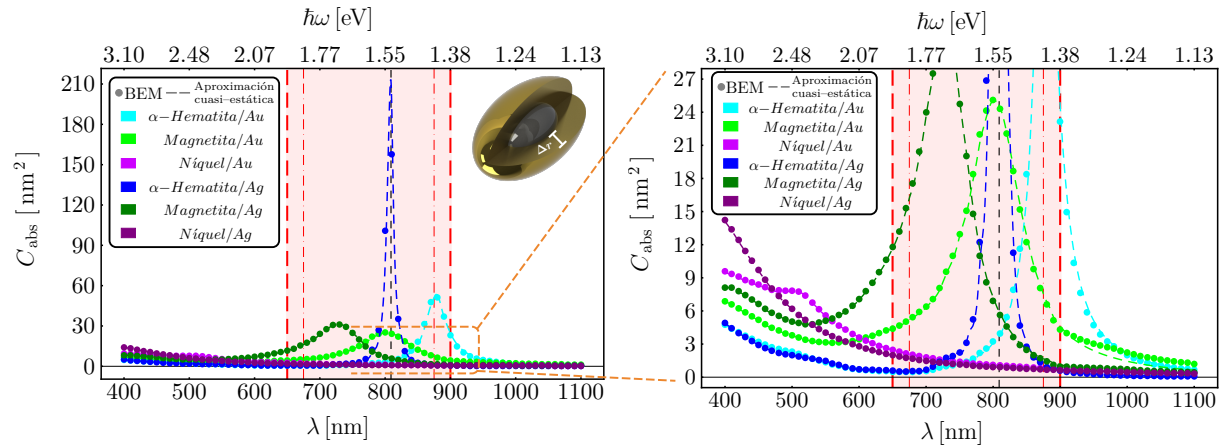 ℏω [eV]
3.10 2.48 2.07 1.77 1.55 1.38 1.24 1.13
210
180
150
120
90
60
30
0
C_abs [nm²]
BEM Aproximación cuasi–estática
α–Hematita/Au
Magnetita/Au
Níquel/Au
α–Hematita/Ag
Magnetita/Ag
Níquel/Ag
Δr
400 500 600 700 800 900 1000 1100
λ [nm]
ℏω [eV]
3.10 2.48 2.07 1.77 1.55 1.38 1.24 1.13
27
24
21
18
15
12
9
6
3
0
C_abs [nm²]
BEM Aproximación cuasi–estática
α–Hematita/Au
Magnetita/Au
Níquel/Au
α–Hematita/Ag
Magnetita/Ag
Níquel/Ag
400 500 600 700 800 900 1000 1100
λ [nm]